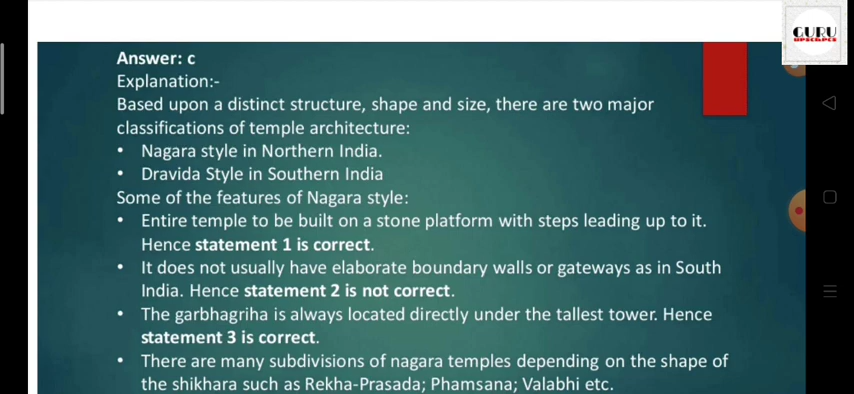 GURU
UPSC&PCS
Answer: c
Explanation:-
Based upon a distinct structure, shape and size, there are two major
classifications of temple architecture:
• Nagara style in Northern India.
• Dravida Style in Southern India
Some of the features of Nagara style:
• Entire temple to be built on a stone platform with steps leading up to it.
Hence statement 1 is correct.
• It does not usually have elaborate boundary walls or gateways as in South
India. Hence statement 2 is not correct.
• The garbhagriha is always located directly under the tallest tower. Hence
statement 3 is correct.
• There are many subdivisions of nagara temples depending on the shape of
the shikhara such as Rekha-Prasada; Phamsana; Valabhi etc.